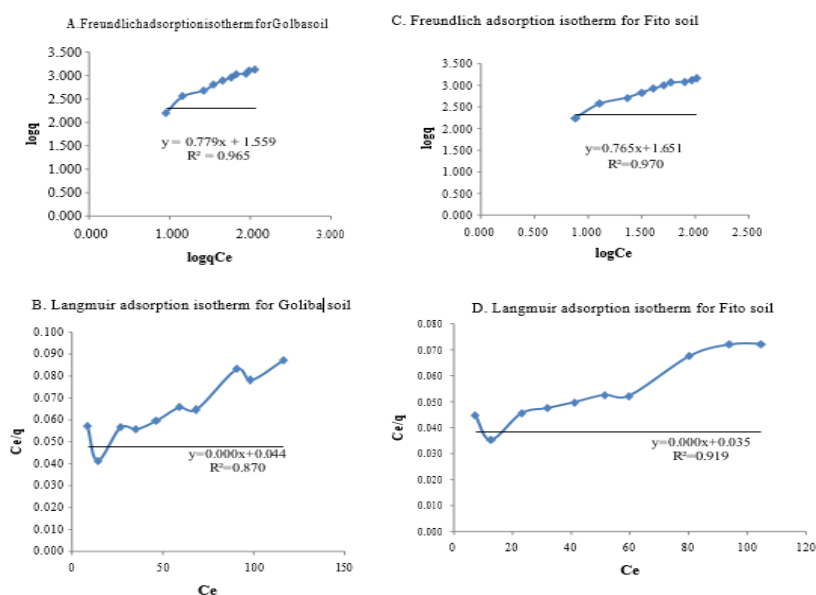 A.FreundlichadsorptionisothermforGolbasoil
3.500
3.000
2.500
2.000
1.500
1.000
0.500
0.000
logq
y = 0.779x + 1.559
R² = 0.965
0.000 1.000 2.000 3.000
logqCe
C. Freundlich adsorption isotherm for Fito soil
3.500
3.000
2.500
2.000
1.500
1.000
0.500
0.000
logq
y=0.765x+1.651
R²=0.970
0.000 0.500 1.000 1.500 2.000 2.500
logCe
B. Langmuir adsorption isotherm for Goliba soil
0.100
0.090
0.080
0.070
0.060
0.050
0.040
0.030
0.020
0.010
0.000
Ce/q
y=0.000x+0.044
R²=0.870
0 50 100 150
Ce
D. Langmuir adsorption isotherm for Fito soil
0.080
0.070
0.060
0.050
0.040
0.030
0.020
0.010
0.000
Ce/q
y=0.000x+0.035
R²=0.919
0 20 40 60 80 100 120
Ce